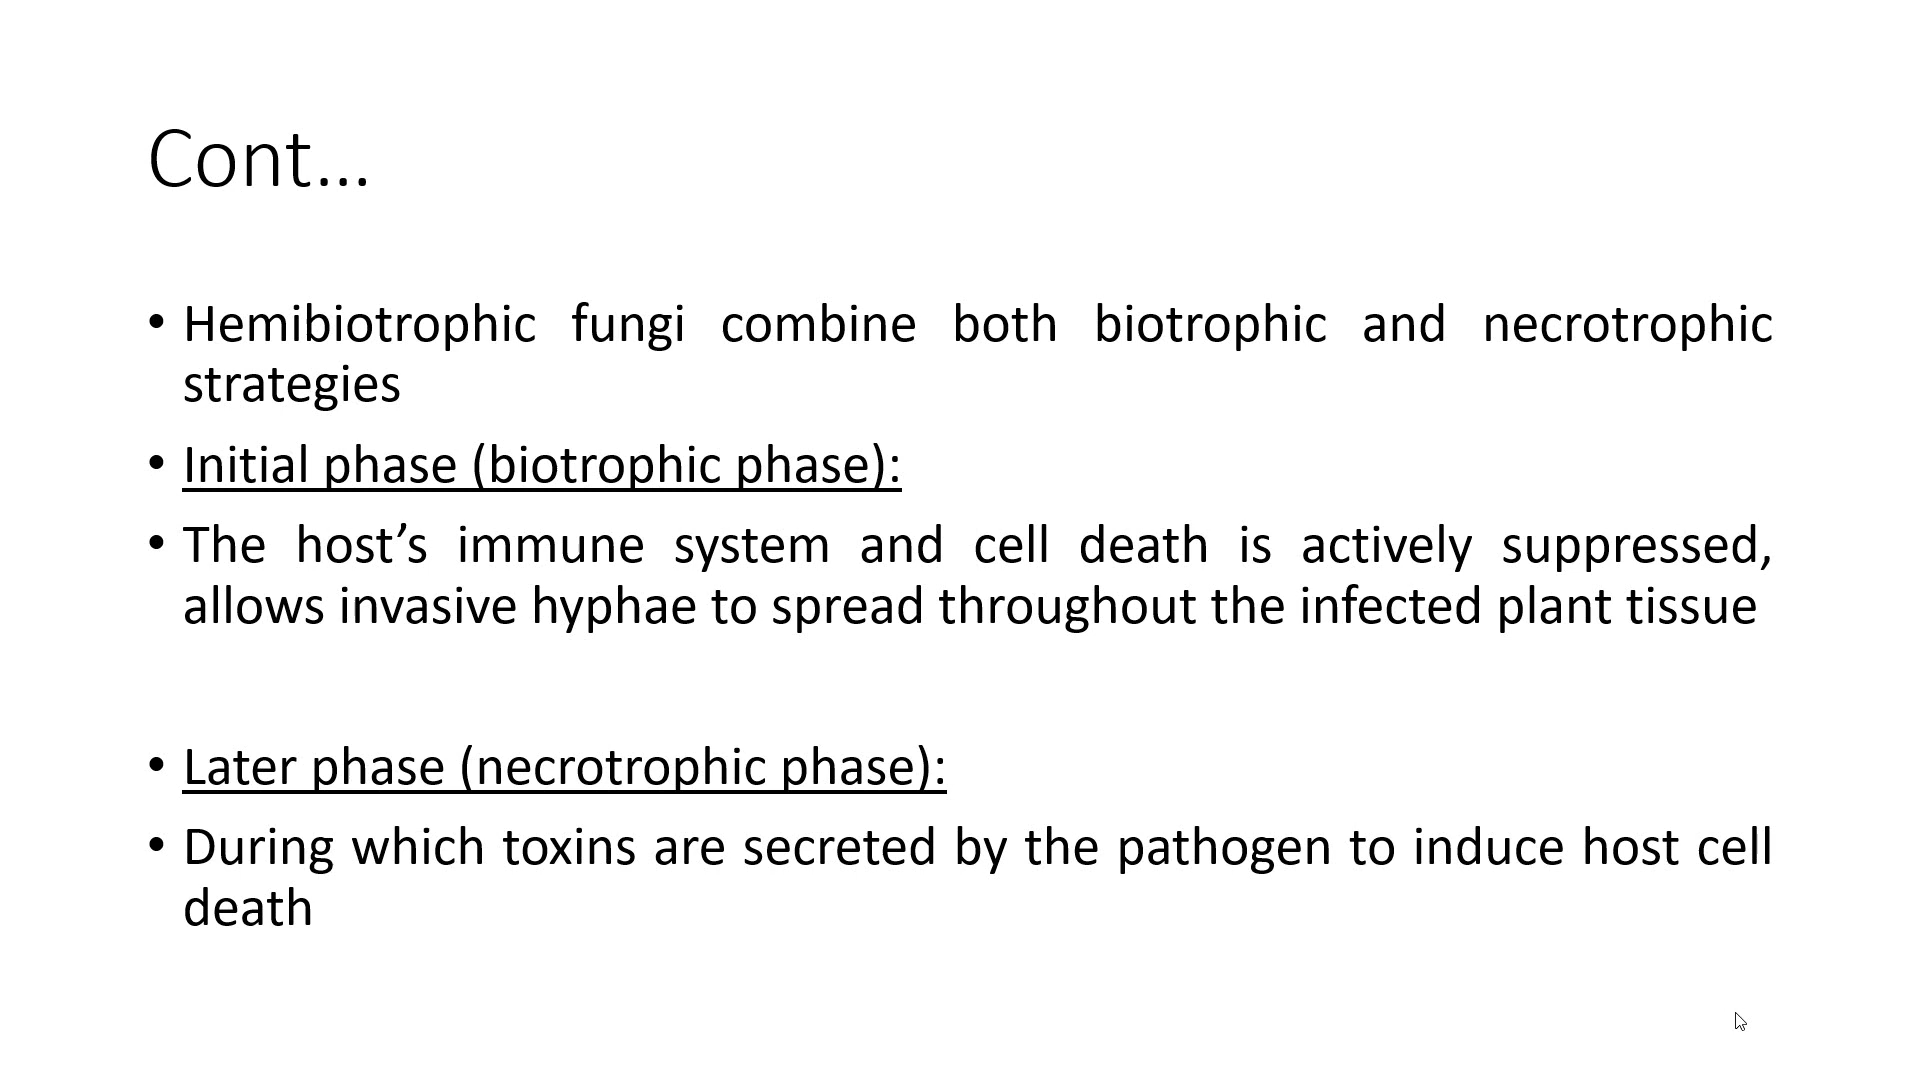 Cont…
• Hemibiotrophic fungi combine both biotrophic and necrotrophic
strategies
• Initial phase (biotrophic phase):
• The host’s immune system and cell death is actively suppressed,
allows invasive hyphae to spread throughout the infected plant tissue
• Later phase (necrotrophic phase):
• During which toxins are secreted by the pathogen to induce host cell
death